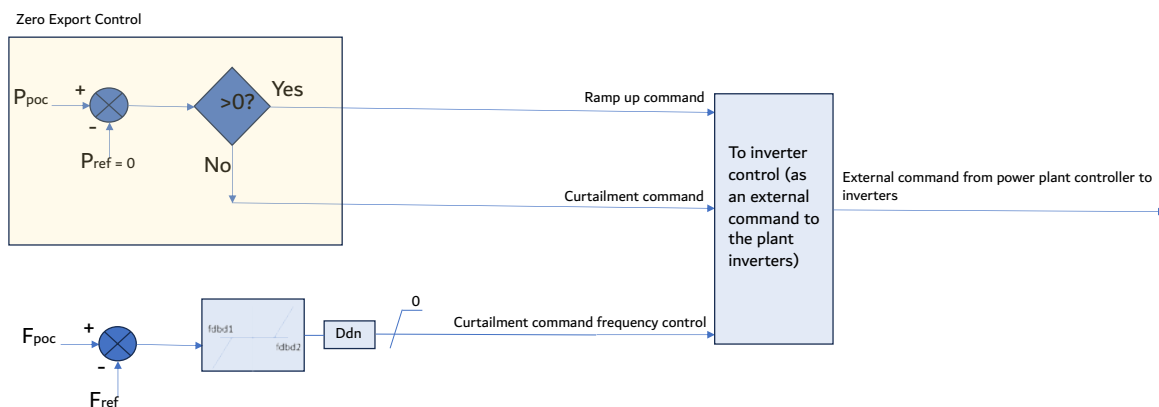 Zero Export Control
Ppoc
+
-
Pref = 0
>0?
Yes
No
Ramp up command
Curtailment command
To inverter
control (as
an external
command to
the plant
inverters)
External command from power plant controller to
inverters
Fpoc
+
-
Fref
fdbd1
fdbd2
Ddn
0
Curtailment command frequency control